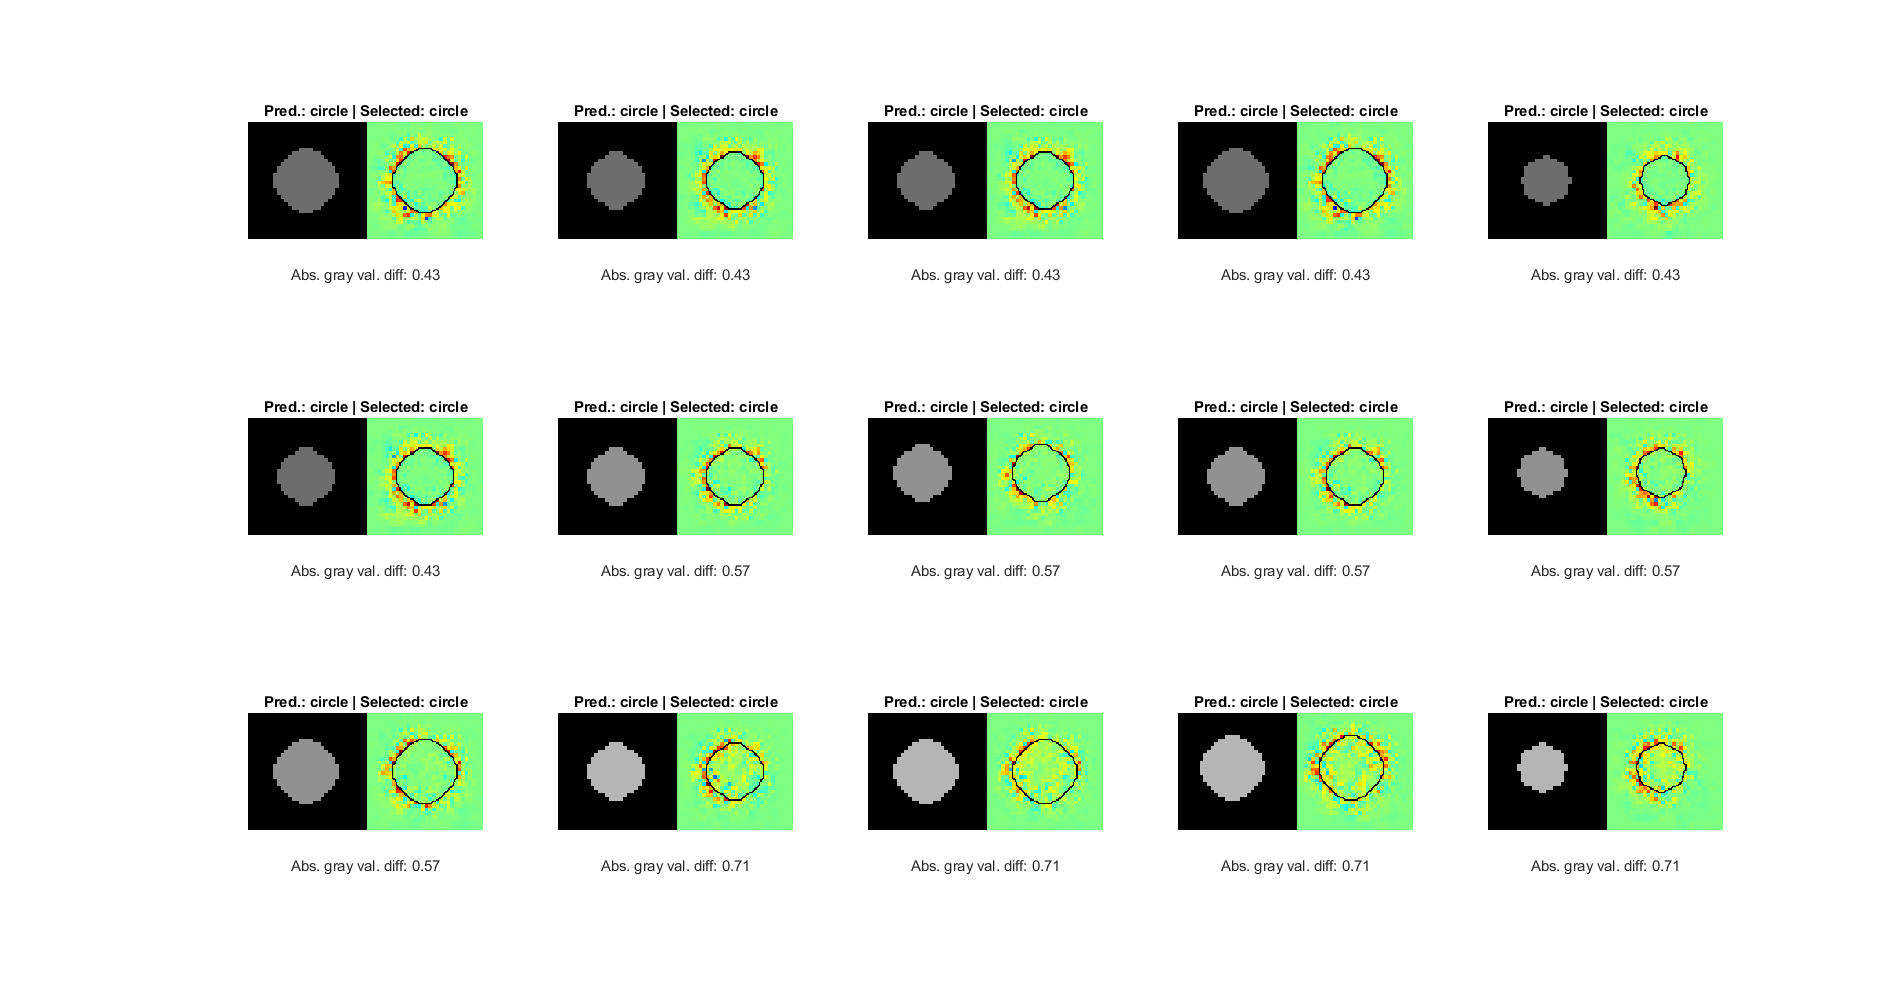 Pred.: circle | Selected: circle
Pred.: circle | Selected: circle
Pred.: circle | Selected: circle
Pred.: circle | Selected: circle
Pred.: circle | Selected: circle
Abs. gray val. diff: 0.43
Abs. gray val. diff: 0.43
Abs. gray val. diff: 0.43
Abs. gray val. diff: 0.43
Abs. gray val. diff: 0.43
Pred.: circle | Selected: circle
Pred.: circle | Selected: circle
Pred.: circle | Selected: circle
Pred.: circle | Selected: circle
Pred.: circle | Selected: circle
Abs. gray val. diff: 0.43
Abs. gray val. diff: 0.57
Abs. gray val. diff: 0.57
Abs. gray val. diff: 0.57
Abs. gray val. diff: 0.57
Pred.: circle | Selected: circle
Pred.: circle | Selected: circle
Pred.: circle | Selected: circle
Pred.: circle | Selected: circle
Pred.: circle | Selected: circle
Abs. gray val. diff: 0.57
Abs. gray val. diff: 0.71
Abs. gray val. diff: 0.71
Abs. gray val. diff: 0.71
Abs. gray val. diff: 0.71